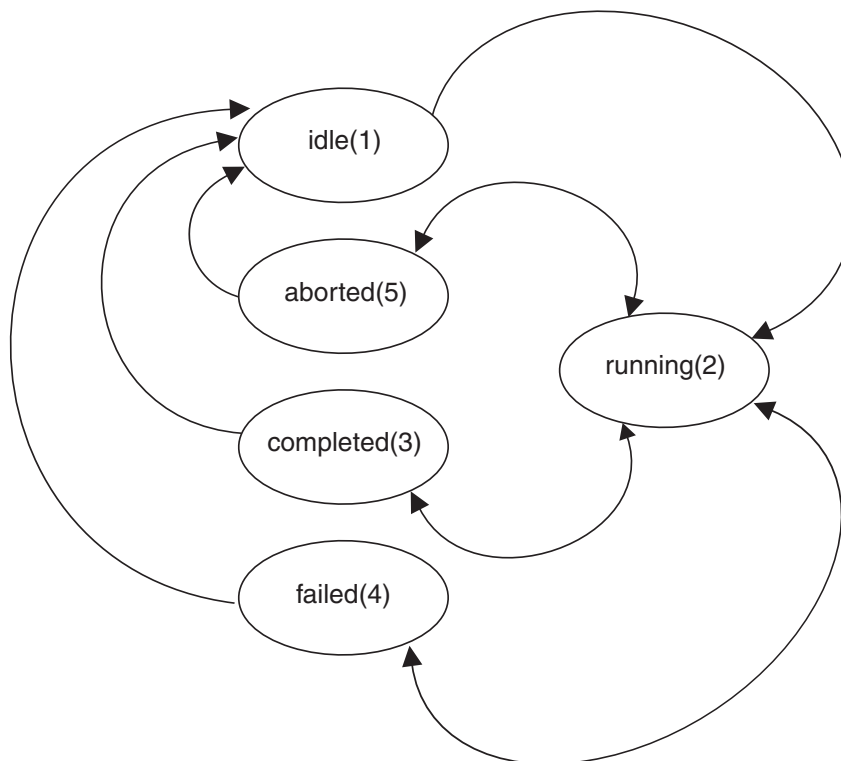 idle(1)
aborted(5)
running(2)
completed(3)
failed(4)